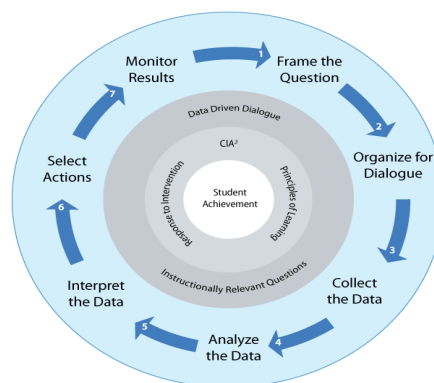 1
Frame the
Question
2
Organize for
Dialogue
3
Collect
the Data
4
Analyze
the Data
5
Interpret
the Data
6
Select
Actions
7
Monitor
Results
Data Driven Dialogue
Instructionally Relevant Questions
CIA²
Principles of Learning
Response to Intervention
Student
Achievement